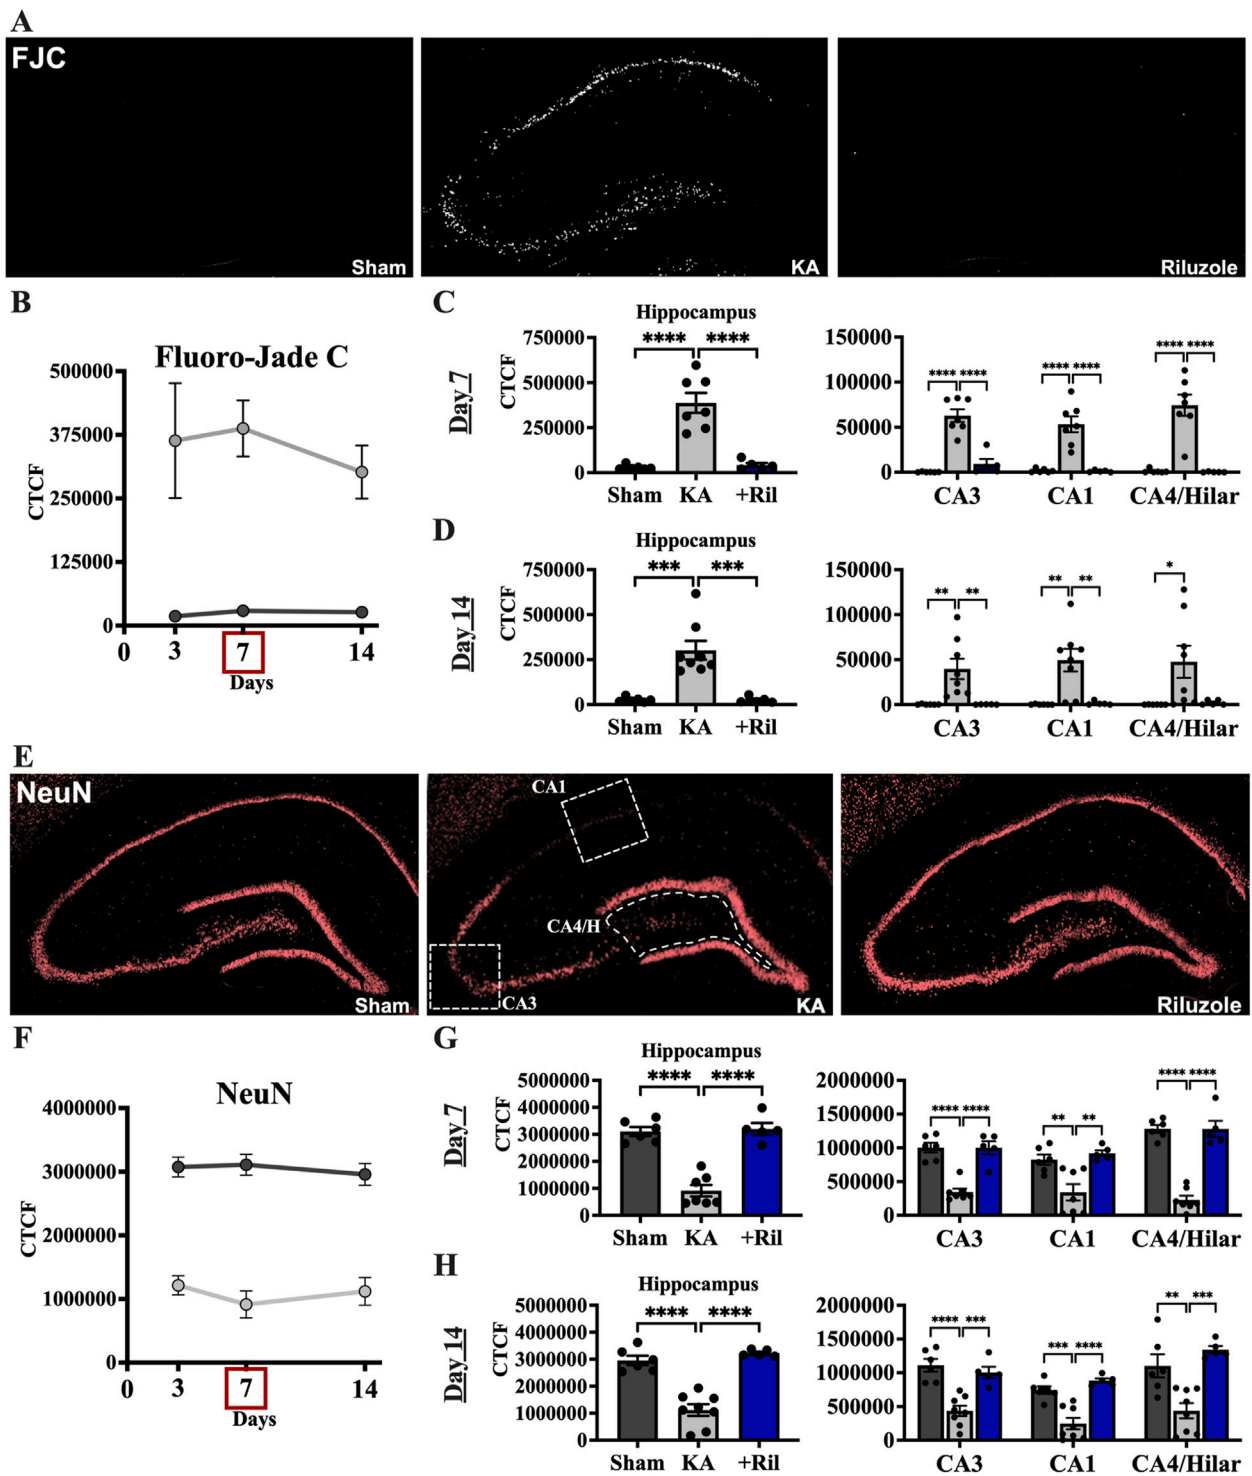 A
FJC
Sham
KA
Riluzole
B
Fluoro-Jade C
500000
375000
250000
125000
0
CTCF
0 3 7 14
Days
C
Day 7
Hippocampus
CTCF
750000
500000
250000
0
**** ****
Sham KA +Ril
150000
100000
50000
0
**** **** **** **** **** ****
CA3 CA1 CA4/Hilar
D
Day 14
Hippocampus
CTCF
750000
500000
250000
0
*** ***
Sham KA +Ril
150000
100000
50000
0
** ** ** ** *
CA3 CA1 CA4/Hilar
E
NeuN
Sham
CA1
CA4/H
CA3
KA
Riluzole
F
NeuN
4000000
3000000
2000000
1000000
0
CTCF
0 3 7 14
Days
G
Day 7
Hippocampus
CTCF
5000000
4000000
3000000
2000000
1000000
0
**** ****
Sham KA +Ril
2000000
1500000
1000000
500000
0
**** **** ** ** **** ****
CA3 CA1 CA4/Hilar
H
Day 14
Hippocampus
CTCF
5000000
4000000
3000000
2000000
1000000
0
**** ****
Sham KA +Ril
2000000
1500000
1000000
500000
0
**** *** *** **** ** ***
CA3 CA1 CA4/Hilar